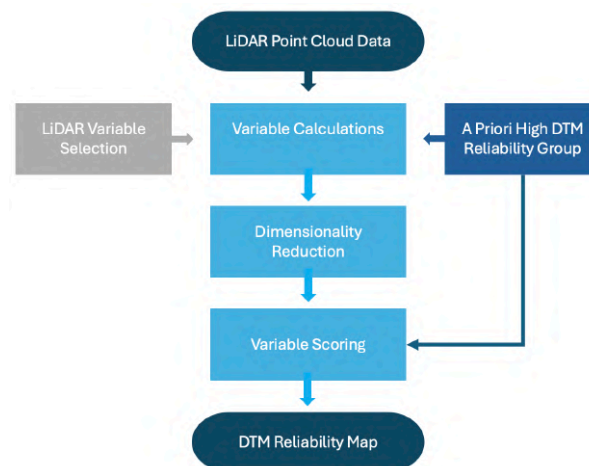 LiDAR Point Cloud Data
LiDAR Variable
Selection
Variable Calculations
A Priori High DTM
Reliability Group
Dimensionality
Reduction
Variable Scoring
DTM Reliability Map